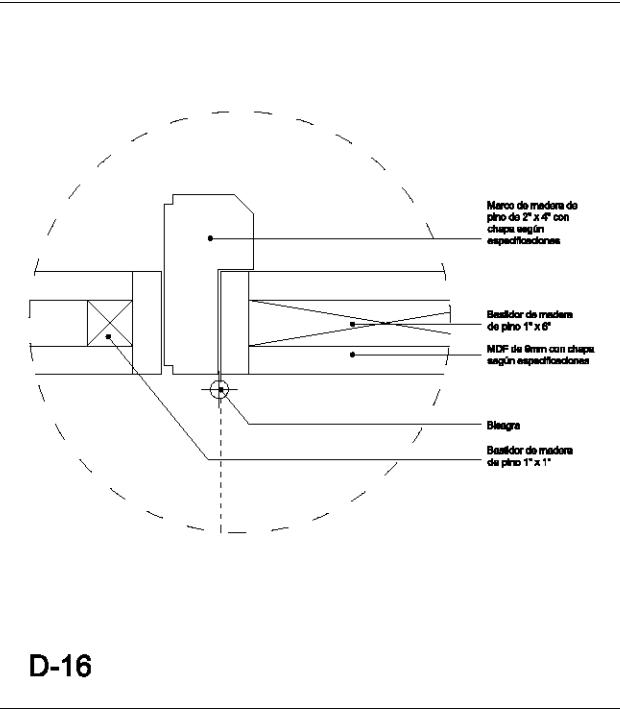 Marco de madera de
pino de 2" x 4" con
chapa según
especificaciones
Bastidor de madera
de pino 1" x 6"
MDF de 9mm con chapa
según especificaciones
Bisagra
Bastidor de madera
de pino 1" x 1"
D-16